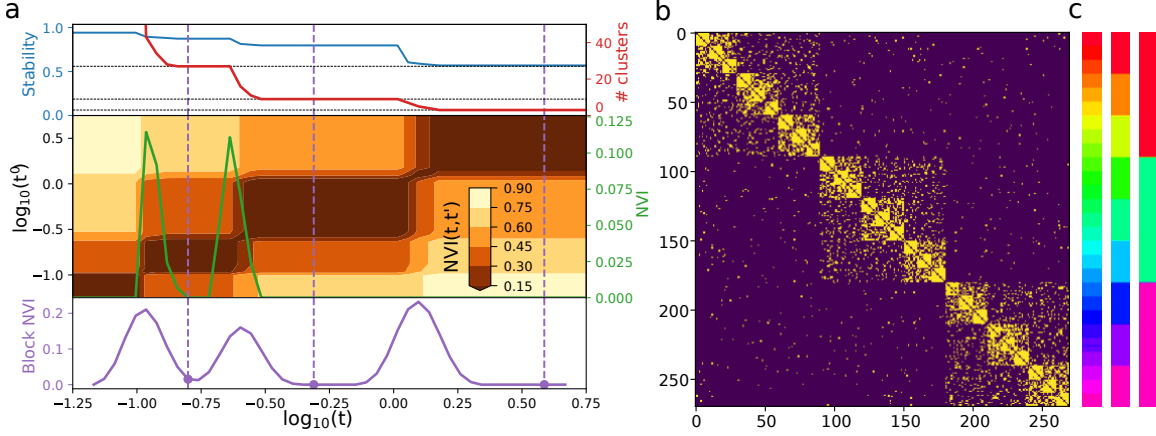 a
1.0
0.5
0.0
Stability
40
20
0
# clusters
0.5
0.0
−0.5
−1.0
log10(t')
0.90
0.75
0.60
0.45
0.30
0.15
NVI(t,t')
0.125
0.100
0.075
0.050
0.025
0.000
NVI
0.2
0.1
0.0
Block NVI
−1.25 −1.00 −0.75 −0.50 −0.25 0.00 0.25 0.50 0.75
log10(t)
b
0
50
100
150
200
250
0 50 100 150 200 250
c